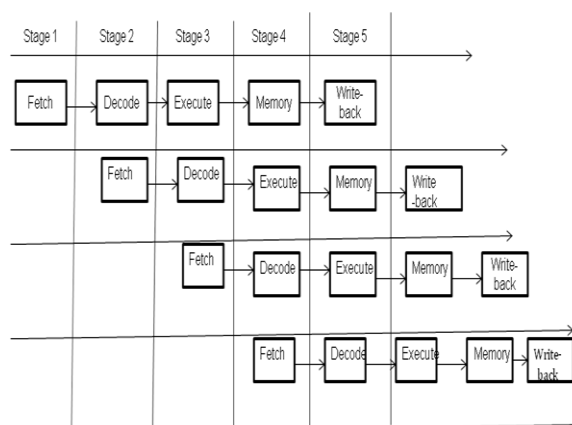 Stage 1 Stage 2 Stage 3 Stage 4 Stage 5
Fetch Decode Execute Memory Write-
back
Fetch Decode Execute Memory Write
-back
Fetch Decode Execute Memory Write-
back
Fetch Decode Execute Memory Write-
back